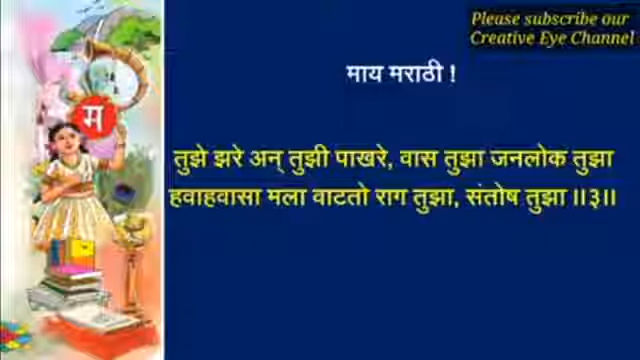 Please subscribe our
Creative Eye Channel
माय मराठी !
म
तुझे झरे अन् तुझी पाखरे, वास तुझा जनलोक तुझा
हवाहवासा मला वाटतो राग तुझा, संतोष तुझा ॥३॥